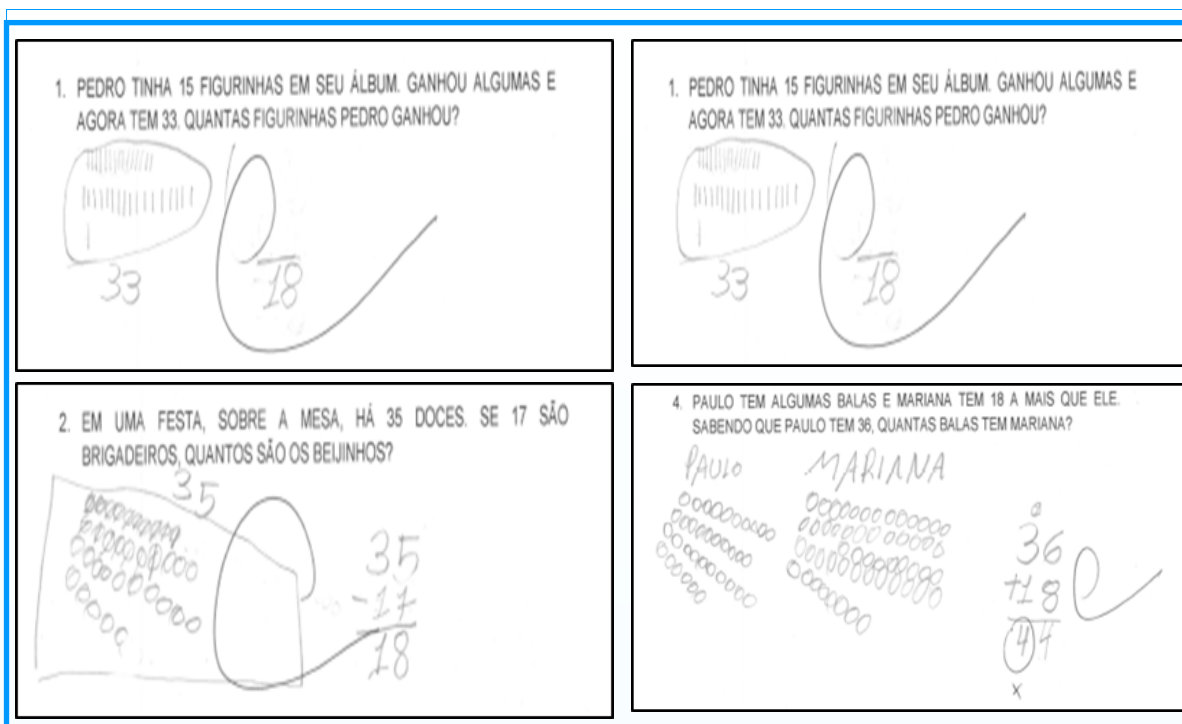 1. PEDRO TINHA 15 FIGURINHAS EM SEU ÁLBUM. GANHOU ALGUMAS E
AGORA TEM 33. QUANTAS FIGURINHAS PEDRO GANHOU?
33
18
1. PEDRO TINHA 15 FIGURINHAS EM SEU ÁLBUM. GANHOU ALGUMAS E
AGORA TEM 33. QUANTAS FIGURINHAS PEDRO GANHOU?
33
18
2. EM UMA FESTA, SOBRE A MESA, HÁ 35 DOCES. SE 17 SÃO
BRIGADEIROS, QUANTOS SÃO OS BEIJINHOS?
35
35
-17
18
4. PAULO TEM ALGUMAS BALAS E MARIANA TEM 18 A MAIS QUE ELE.
SABENDO QUE PAULO TEM 36, QUANTAS BALAS TEM MARIANA?
PAULO MARIANA
36
+18
44
x